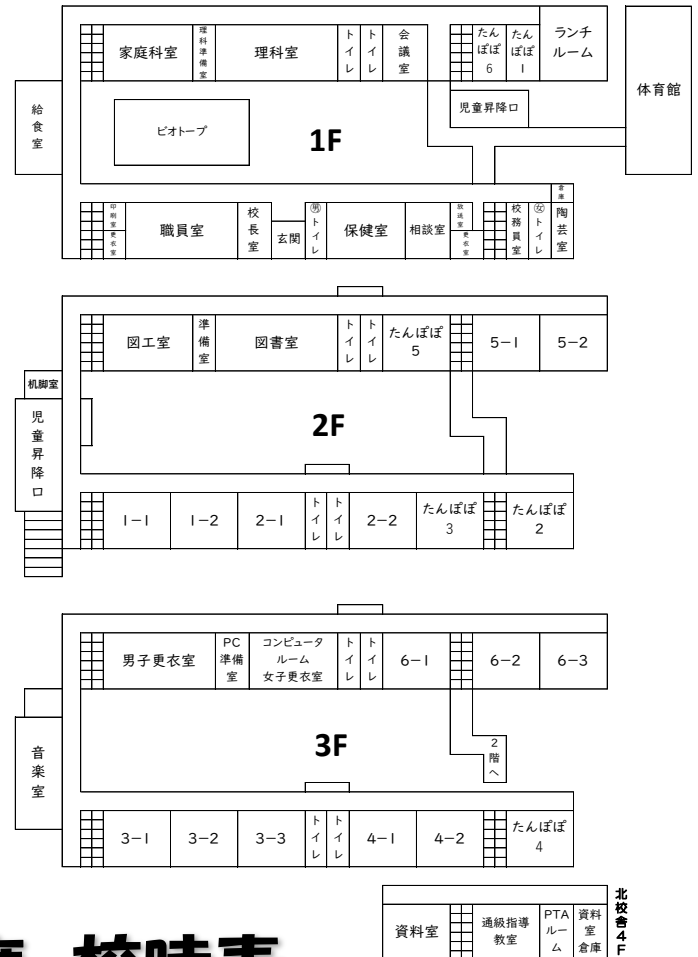 家庭科室
理科準備室
理科室
トイレ
トイレ
会議室
たんぽぽ6
たんぽぽ1
ランチルーム
体育館
給食室
ビオトープ
1F
児童昇降口
倉庫
印刷室
更衣室
職員室
校長室
玄関
男トイレ
保健室
相談室
放送室
更衣室
校務員室
女トイレ
陶芸室
図工室
準備室
図書室
トイレ
トイレ
たんぽぽ
5
5-1
5-2
机脚室
児童昇降口
2F
1-1
1-2
2-1
トイレ
トイレ
2-2
たんぽぽ
3
たんぽぽ
2
男子更衣室
PC
準備
室
コンピュータ
ルーム
女子更衣室
トイレ
トイレ
6-1
6-2
6-3
音楽室
3F
2階へ
3-1
3-2
3-3
トイレ
トイレ
4-1
4-2
たんぽぽ
4
北校舎4F
資料室
通級指導
教室
PTA
ルー
ム
資料
室
倉庫
校時表